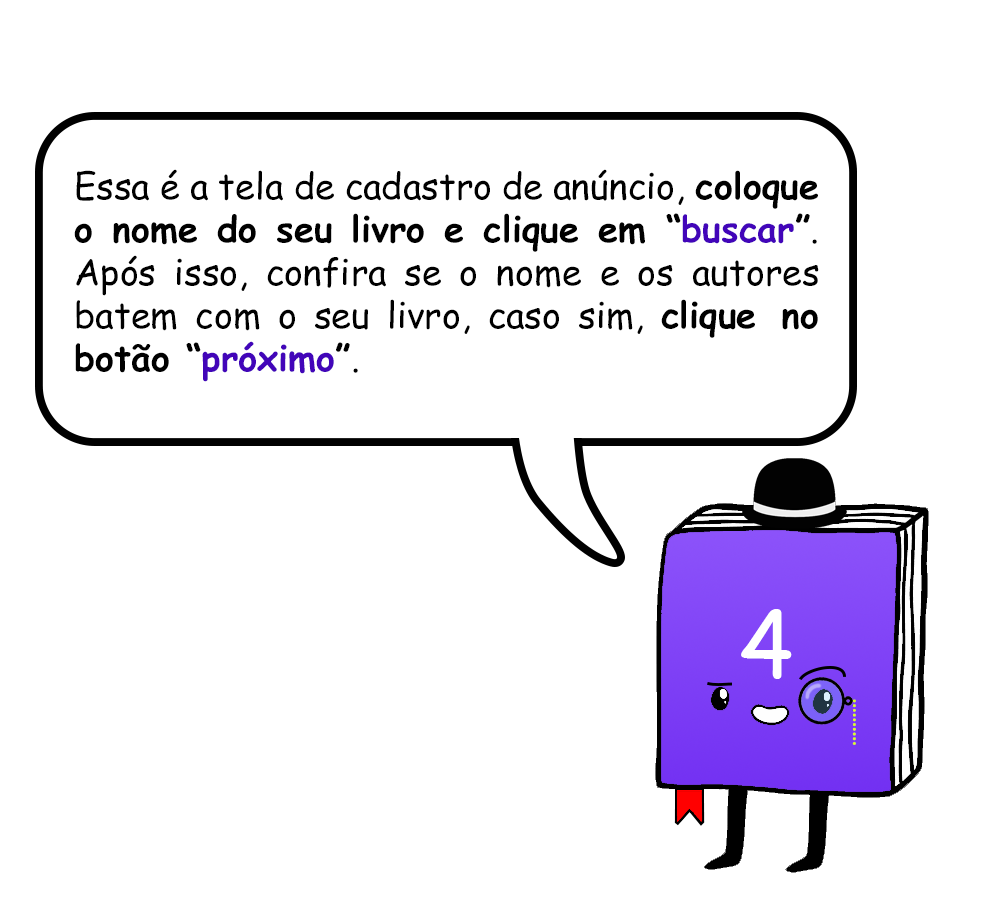 Essa é a tela de cadastro de anúncio, coloque
o nome do seu livro e clique em “buscar”.
Após isso, confira se o nome e os autores
batem com o seu livro, caso sim, clique no
botão “próximo”.
4